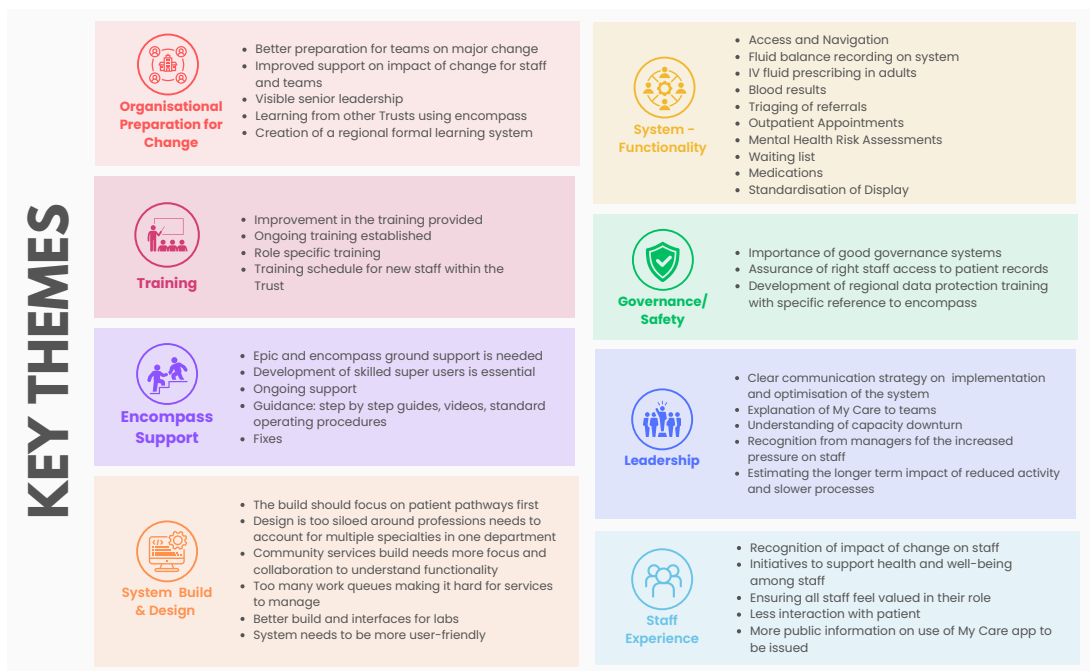 KEY THEMES
Organisational
Preparation for
Change
• Better preparation for teams on major change
• Improved support on impact of change for staff
and teams
• Visible senior leadership
• Learning from other Trusts using encompass
• Creation of a regional formal learning system
Training
• Improvement in the training provided
• Ongoing training established
• Role specific training
• Training schedule for new staff within the
Trust
Encompass
Support
• Epic and encompass ground support is needed
• Development of skilled super users is essential
• Ongoing support
• Guidance: step by step guides, videos, standard
operating procedures
• Fixes
System Build
& Design
• The build should focus on patient pathways first
• Design is too siloed around professions needs to
account for multiple specialties in one department
• Community services build needs more focus and
collaboration to understand functionality
• Too many work queues making it hard for services
to manage
• Better build and interfaces for labs
• System needs to be more user-friendly
System -
Functionality
• Access and Navigation
• Fluid balance recording on system
• IV fluid prescribing in adults
• Blood results
• Triaging of referrals
• Outpatient Appointments
• Mental Health Risk Assessments
• Waiting list
• Medications
• Standardisation of Display
Governance/
Safety
• Importance of good governance systems
• Assurance of right staff access to patient records
• Development of regional data protection training
with specific reference to encompass
Leadership
• Clear communication strategy on implementation
and optimisation of the system
• Explanation of My Care to teams
• Understanding of capacity downturn
• Recognition from managers fof the increased
pressure on staff
• Estimating the longer term impact of reduced activity
and slower processes
Staff
Experience
• Recognition of impact of change on staff
• Initiatives to support health and well-being
among staff
• Ensuring all staff feel valued in their role
• Less interaction with patient
• More public information on use of My Care app to
be issued